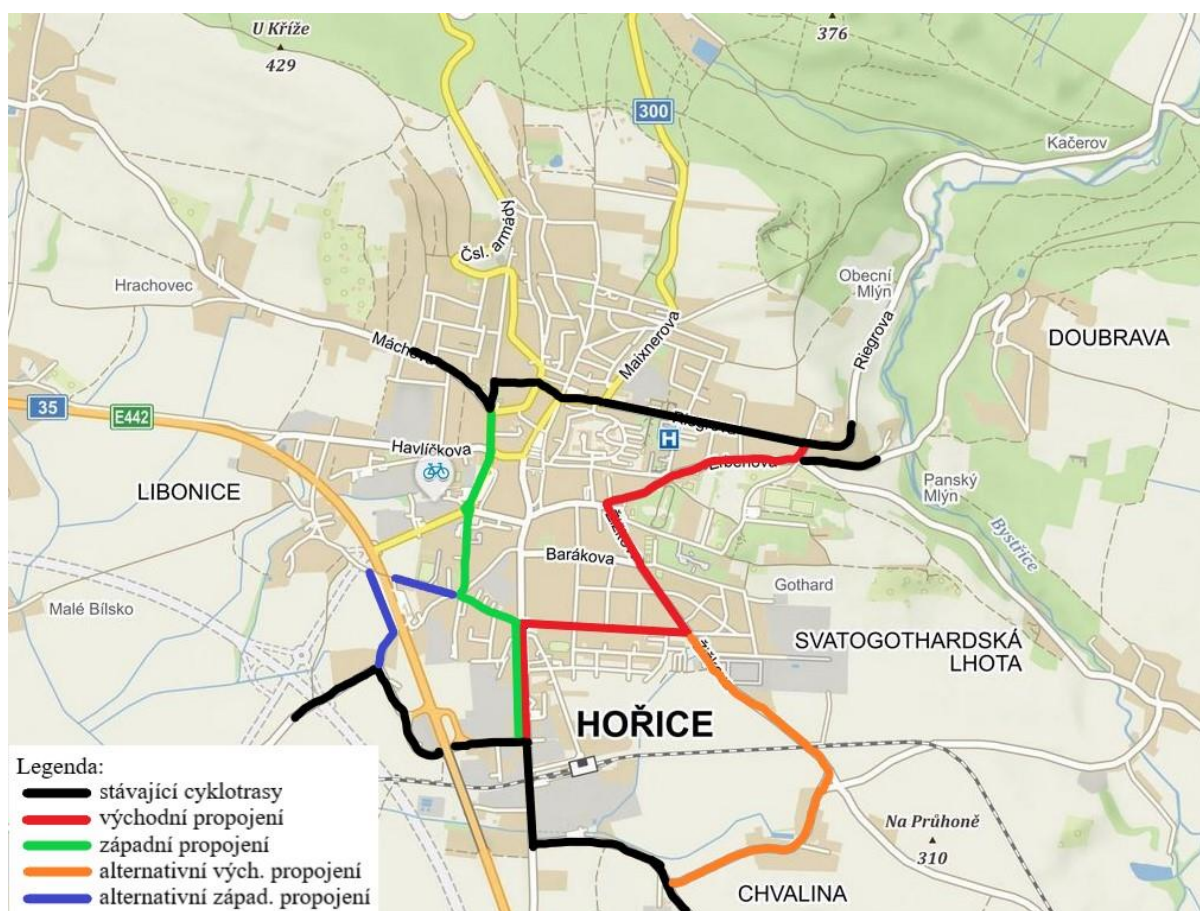 U Kříže
429
376
300
Kačerov
Čsl. armády
Hrachovec
Obecní
Mlýn
Riegrova
DOUBRAVA
Máchova
Maixnerova
35
E442
Riegrova
H
Havlíčkova
Erbenova
LIBONICE
Panský
Mlýn
Žižkova
Bystřice
Barákova
Malé Bílsko
Gothard
SVATOGOTHARDSKÁ
LHOTA
Žižkova
HOŘICE
Legenda:
stávající cyklotrasy
východní propojení
západní propojení
alternativní vých. propojení
alternativní západ. propojení
Na Průhoně
310
CHVALINA